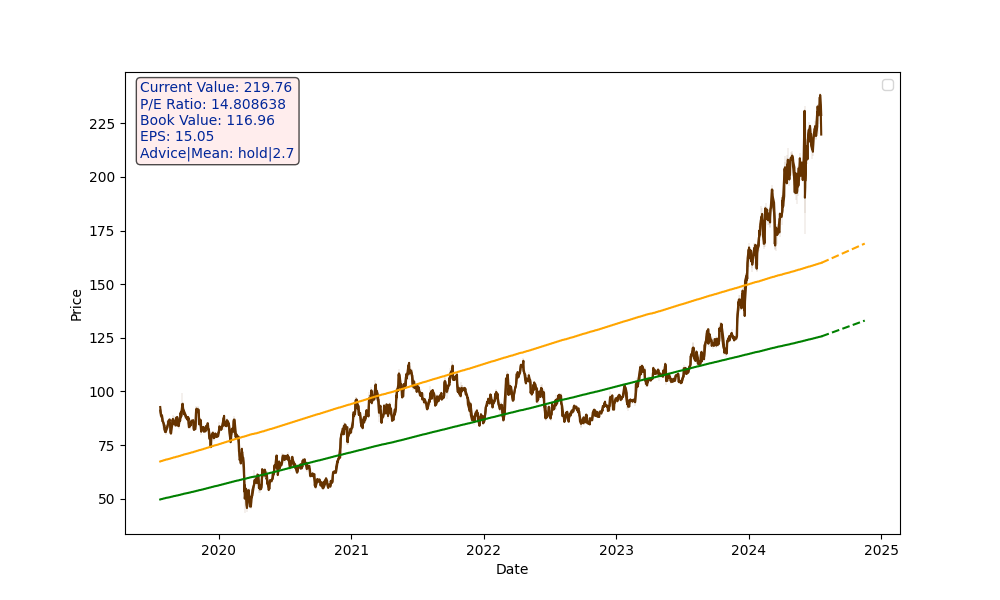 Current Value: 219.76
P/E Ratio: 14.808638
Book Value: 116.96
EPS: 15.05
Advice|Mean: hold|2.7
225
200
175
150
125
100
75
50
Price
2020 2021 2022 2023 2024 2025
Date